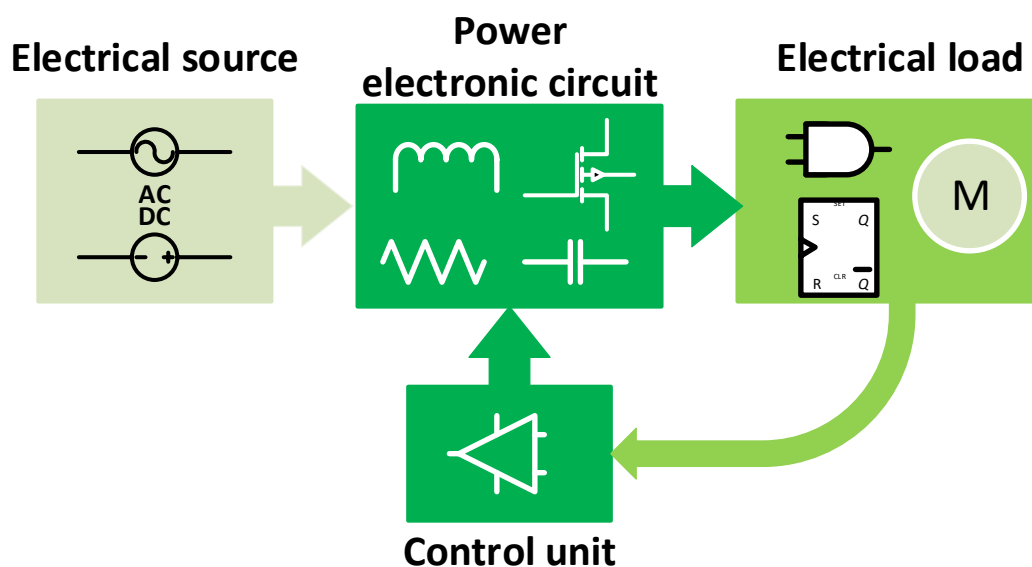 Electrical source
Power
electronic circuit
Electrical load
AC
DC
M
SET
S Q
CLR
R Q
Control unit